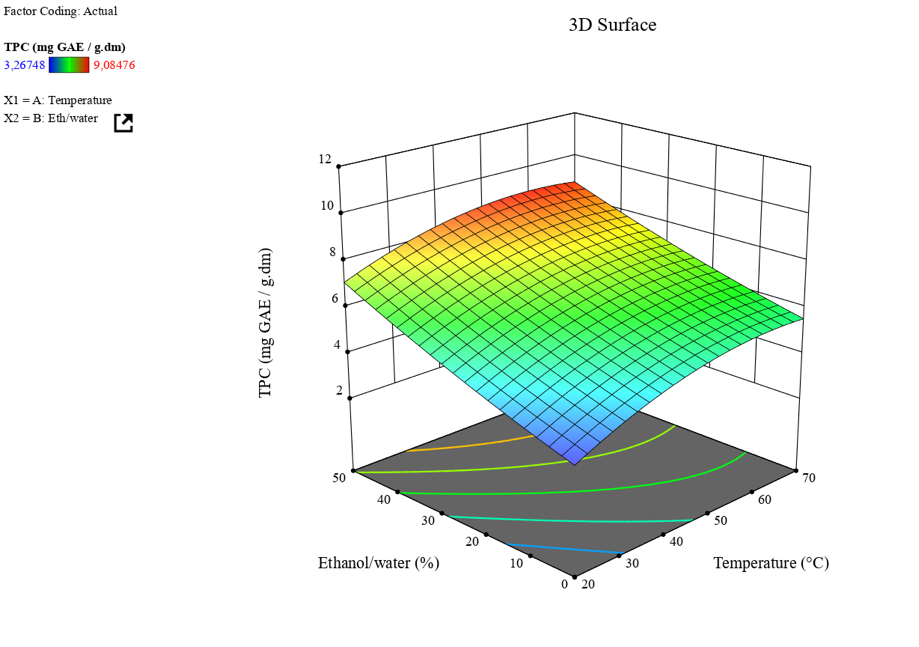 Factor Coding: Actual
3D Surface
TPC (mg GAE / g.dm)
3,26748 9,08476
X1 = A: Temperature
X2 = B: Eth/water
12
10
8
6
4
2
TPC (mg GAE / g.dm)
50 70
40 60
30 50
20 40
10 30
0 20
Ethanol/water (%) Temperature (°C)